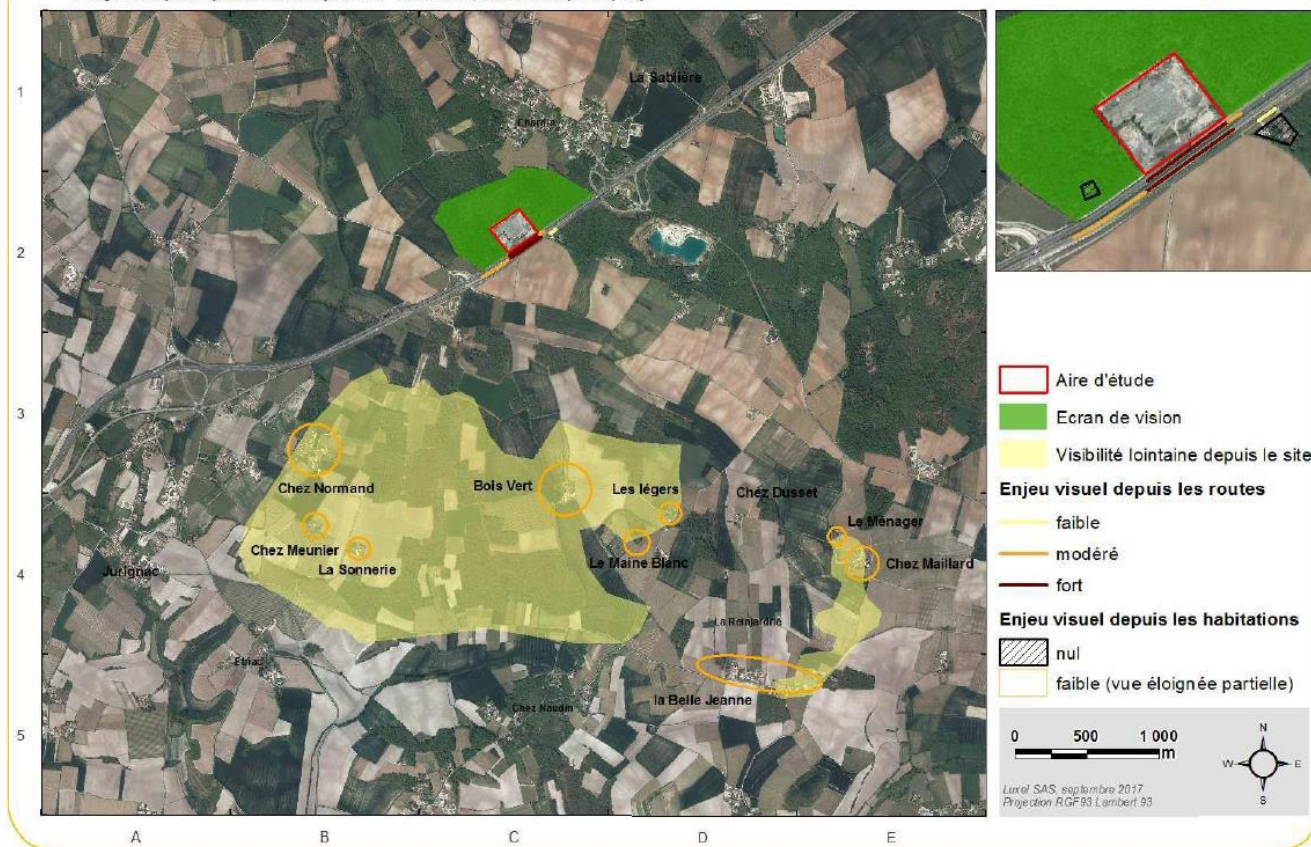 1
2
3
4
5
A
B
C
D
E
La Sablière
Chez Normand
Bois Vert
Les légers
Chez Dusset
Le Ménager
Chez Meunier
La Sonnerie
Le Maine Blanc
Chez Maillard
Jurignac
la Belle Jeanne
Chez Naudin
Aire d'étude
Ecran de vision
Visibilité lointaine depuis le site
Enjeu visuel depuis les routes
faible
modéré
fort
Enjeu visuel depuis les habitations
nul
faible (vue éloignée partielle)
0 500 1 000
m
N
W E
S
Luxel SAS, septembre 2017
Projection RGF93 Lambert 93